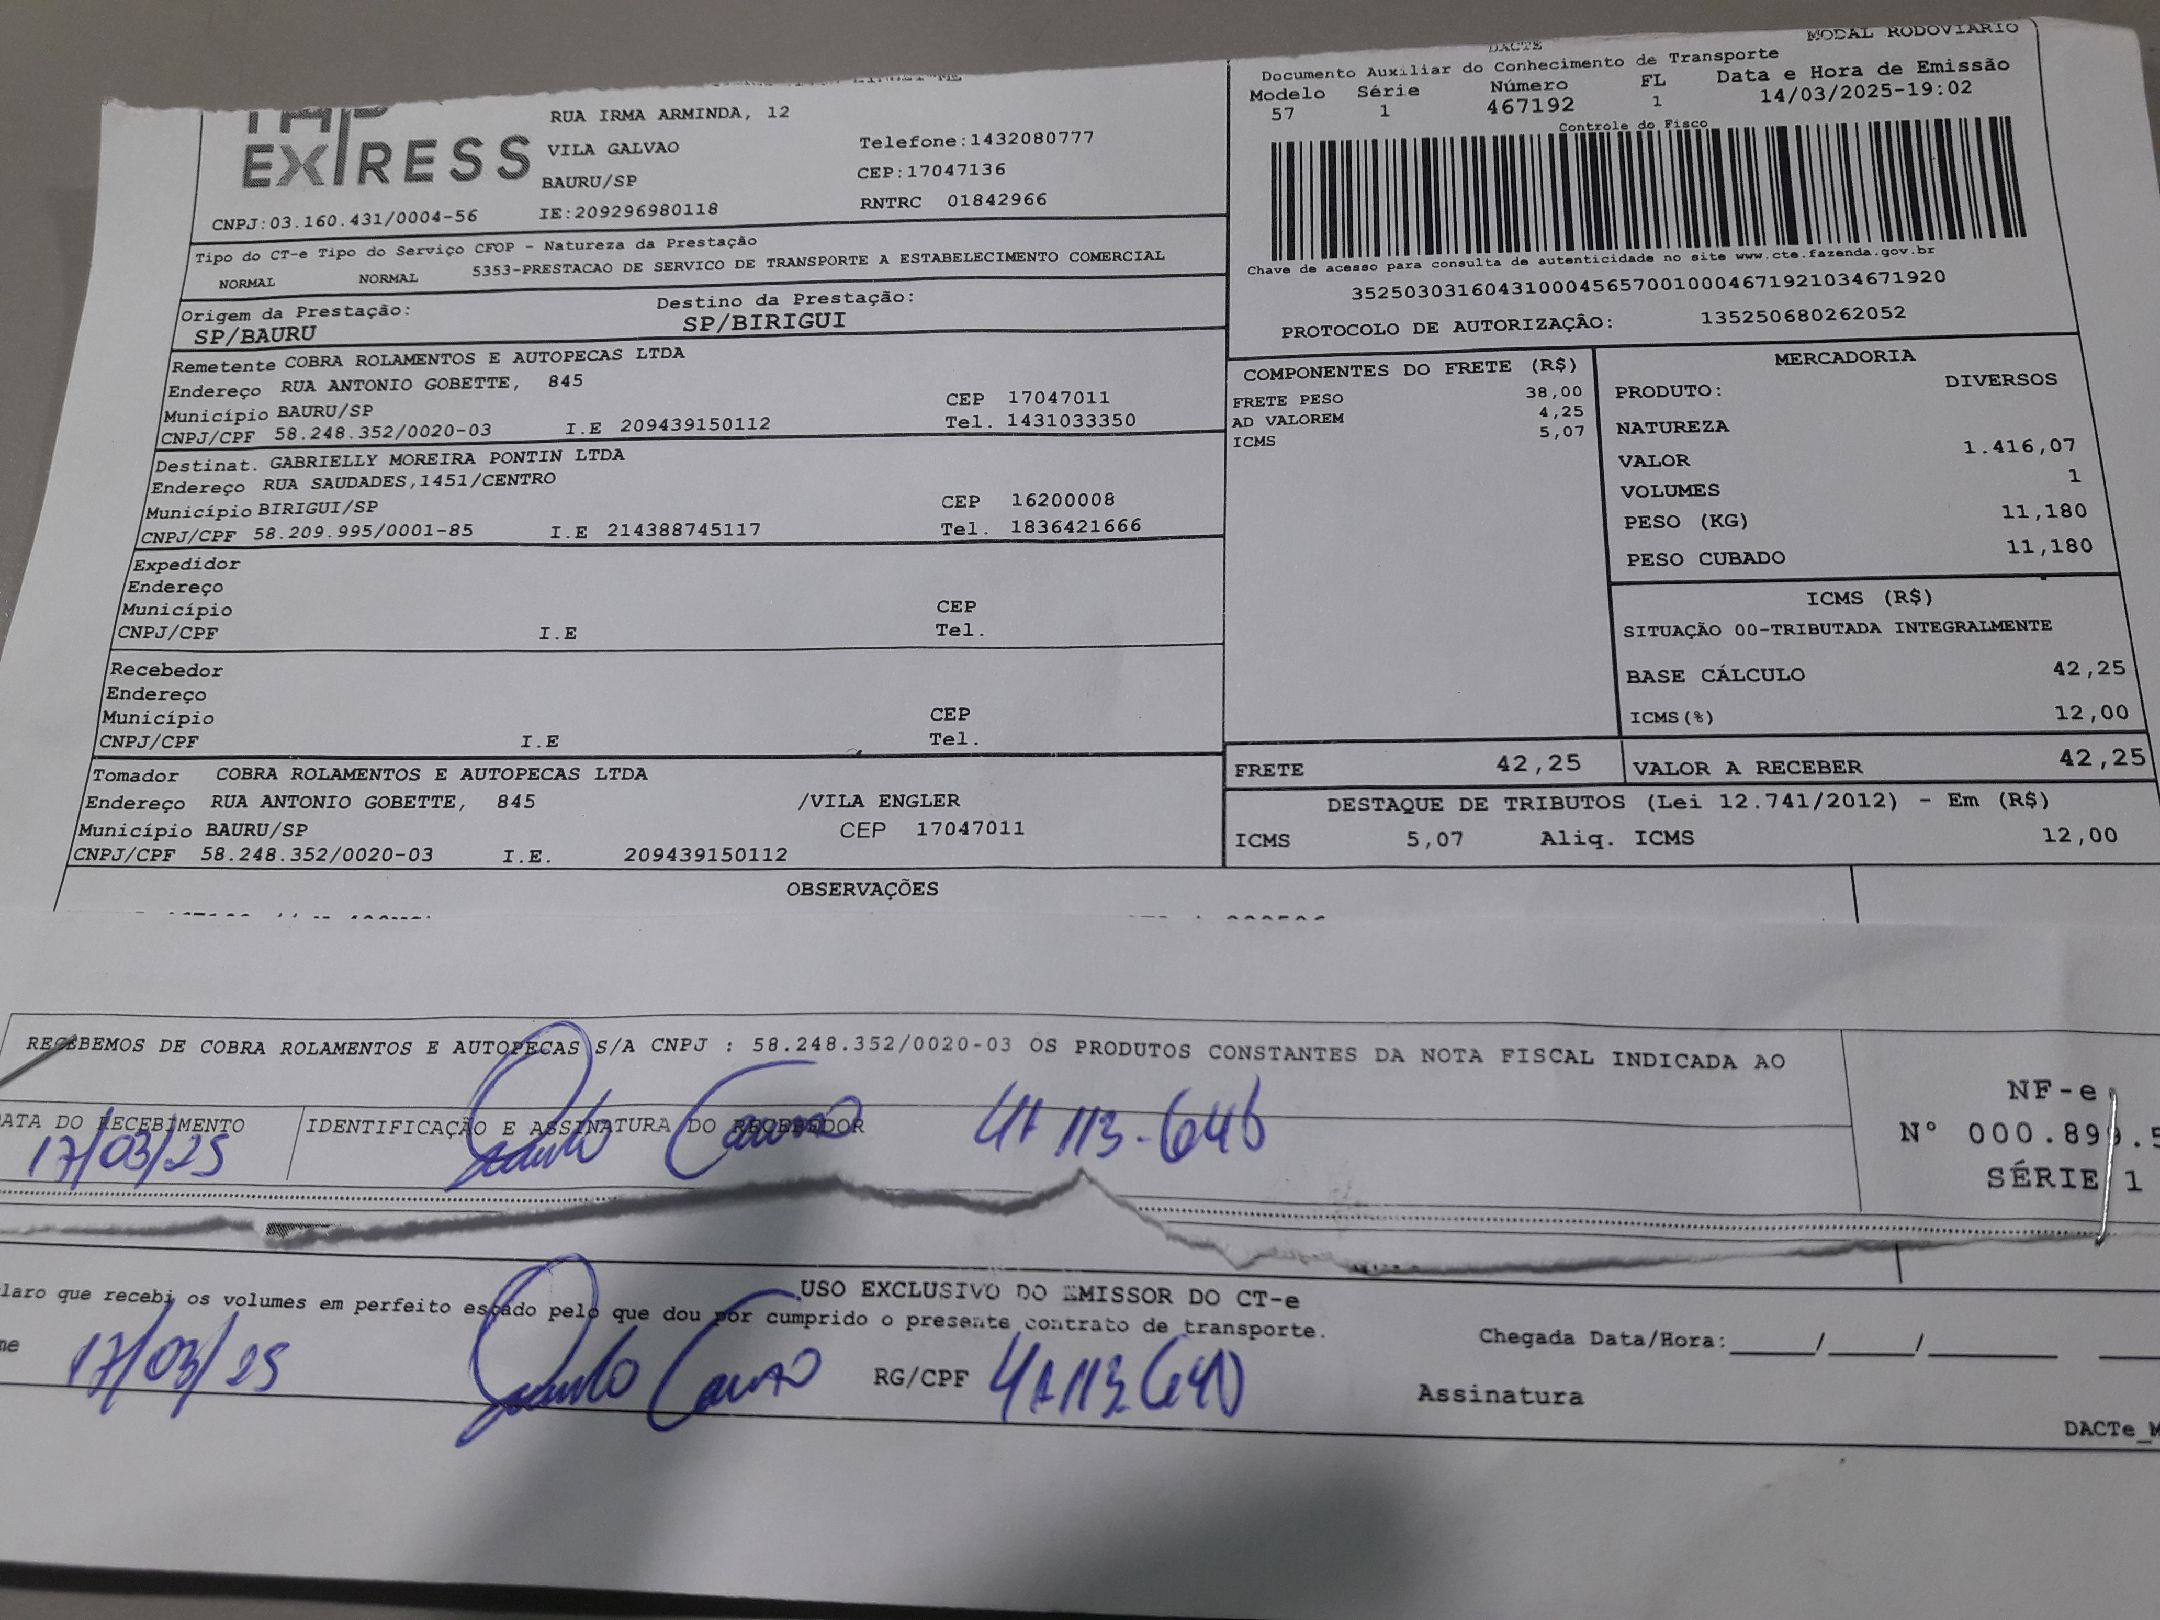 DACTE
MODAL RODOVIARIO
EXPRESS
RUA IRMA ARMINDA, 12
VILA GALVAO
Telefone:1432080777
BAURU/SP
CEP:17047136
CNPJ:03.160.431/0004-56
IE:209296980118
RNTRC 01842966
Documento Auxiliar do Conhecimento de Transporte
Modelo Série Número FL Data e Hora de Emissão
57 1 467192 1 14/03/2025-19:02
Controle do Fisco
Chave de acesso para consulta de autenticidade no site www.cte.fazenda.gov.br
35250303160431000456570010004671921034671920
PROTOCOLO DE AUTORIZAÇÂO: 135250680262052
Tipo do CT-e Tipo do Serviço CFOP - Natureza da Prestação
NORMAL NORMAL 5353-PRESTACAO DE SERVICO DE TRANSPORTE A ESTABELECIMENTO COMERCIAL
Origem da Prestação: Destino da Prestação:
SP/BAURU SP/BIRIGUI
Remetente COBRA ROLAMENTOS E AUTOPECAS LTDA
Endereço RUA ANTONIO GOBETTE, 845
Município BAURU/SP CEP 17047011
CNPJ/CPF 58.248.352/0020-03 I.E 209439150112 Tel. 1431033350
Destinat. GABRIELLY MOREIRA PONTIN LTDA
Endereço RUA SAUDADES,1451/CENTRO
Município BIRIGUI/SP CEP 16200008
CNPJ/CPF 58.209.995/0001-85 I.E 214388745117 Tel. 1836421666
Expedidor
Endereço
Município CEP
CNPJ/CPF I.E Tel.
Recebedor
Endereço
Município CEP
CNPJ/CPF I.E Tel.
Tomador COBRA ROLAMENTOS E AUTOPECAS LTDA
Endereço RUA ANTONIO GOBETTE, 845 /VILA ENGLER
Município BAURU/SP CEP 17047011
CNPJ/CPF 58.248.352/0020-03 I.E. 209439150112
COMPONENTES DO FRETE (R$)
FRETE PESO 38,00
AD VALOREM 4,25
ICMS 5,07
MERCADORIA
PRODUTO: DIVERSOS
NATUREZA
VALOR 1.416,07
VOLUMES 1
PESO (KG) 11,180
PESO CUBADO 11,180
ICMS (R$)
SITUAÇÃO 00-TRIBUTADA INTEGRALMENTE
BASE CÁLCULO 42,25
ICMS(%) 12,00
FRETE 42,25 VALOR A RECEBER 42,25
DESTAQUE DE TRIBUTOS (Lei 12.741/2012) - Em (R$)
ICMS 5,07 Aliq. ICMS 12,00
OBSERVAÇÕES
RECEBEMOS DE COBRA ROLAMENTOS E AUTOPECAS S/A CNPJ : 58.248.352/0020-03 OS PRODUTOS CONSTANTES DA NOTA FISCAL INDICADA AO
ATA DO RECEBIMENTO IDENTIFICAÇÃO E ASSINATURA DO RECEBEDOR
17/03/25
NF-e
Nº 000.89
SÉRIE 1
USO EXCLUSIVO DO EMISSOR DO CT-e
laro que recebi os volumes em perfeito estado pelo que dou por cumprido o presente contrato de transporte.
me 17/03/25 RG/CPF
Chegada Data/Hora:_____/_____/_______
Assinatura
DACTe_M